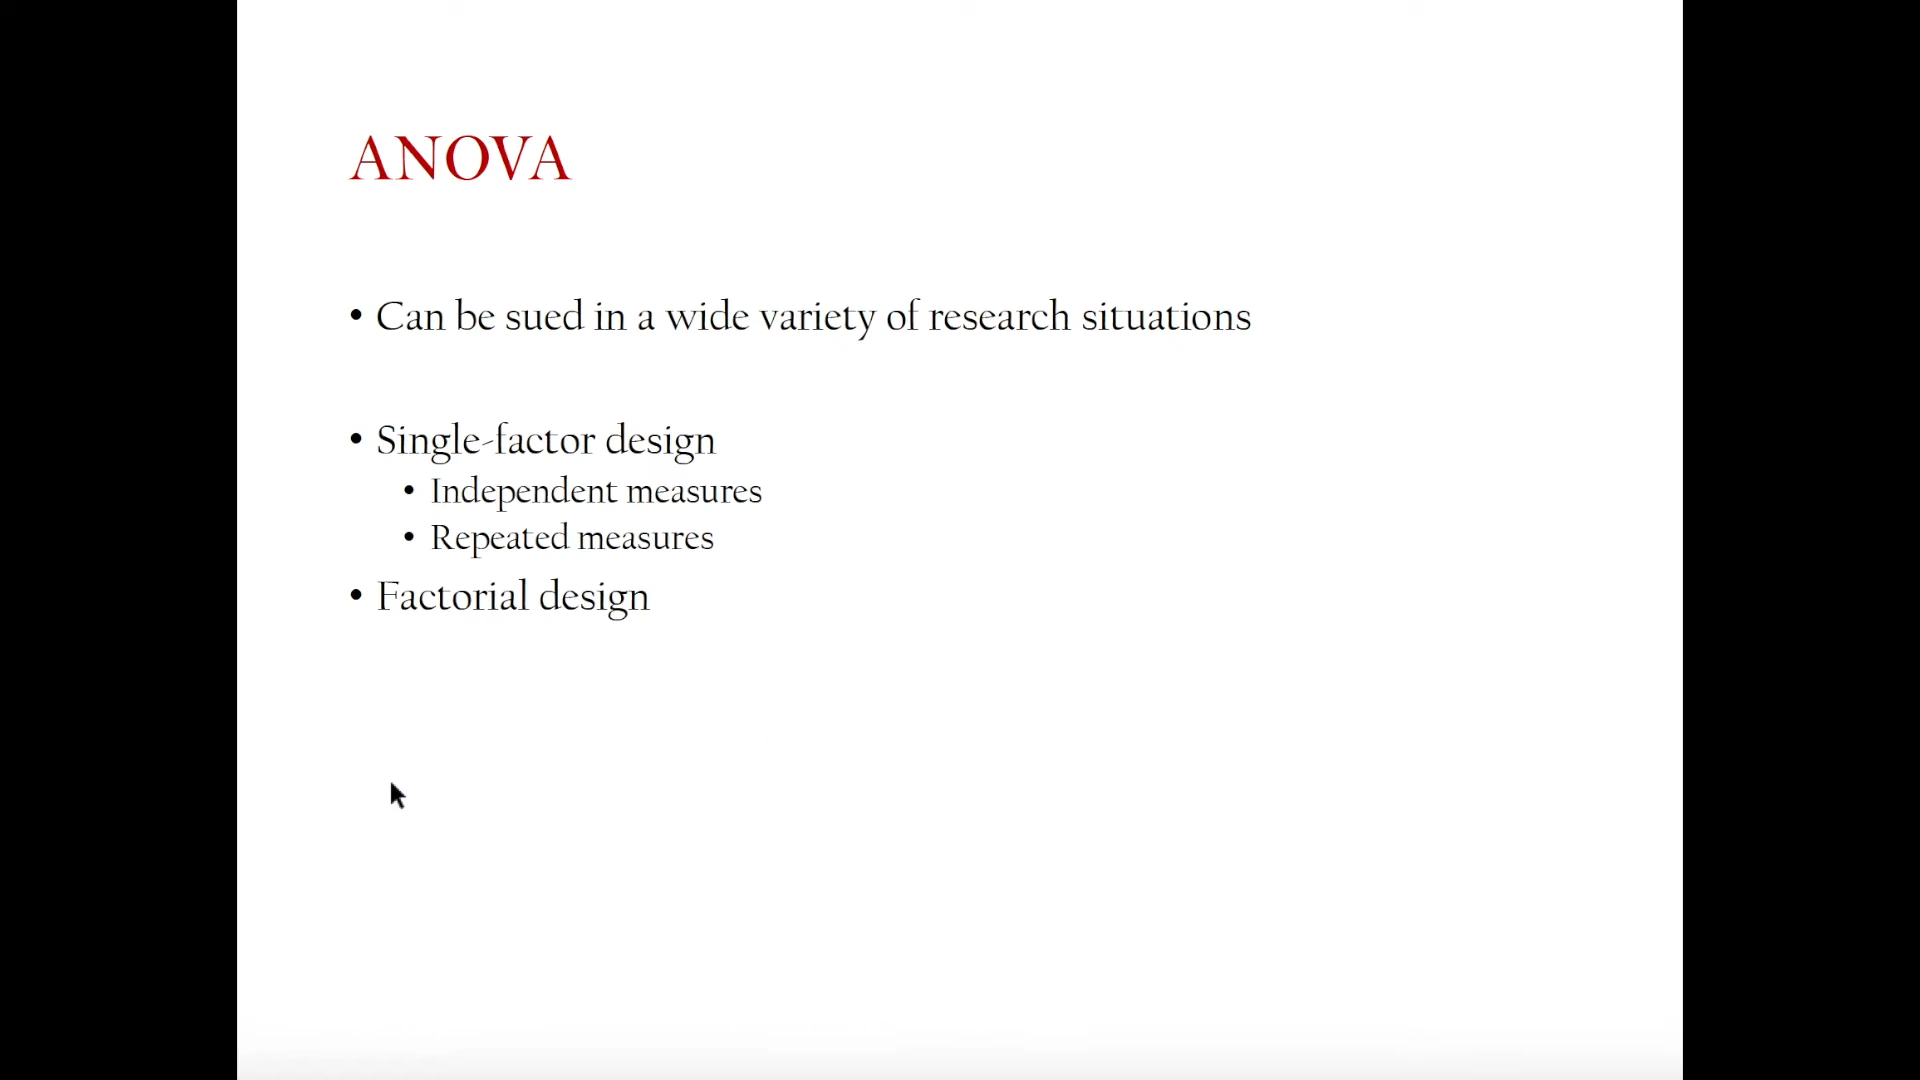 ANOVA
• Can be sued in a wide variety of research situations
• Single-factor design
• Independent measures
• Repeated measures
• Factorial design